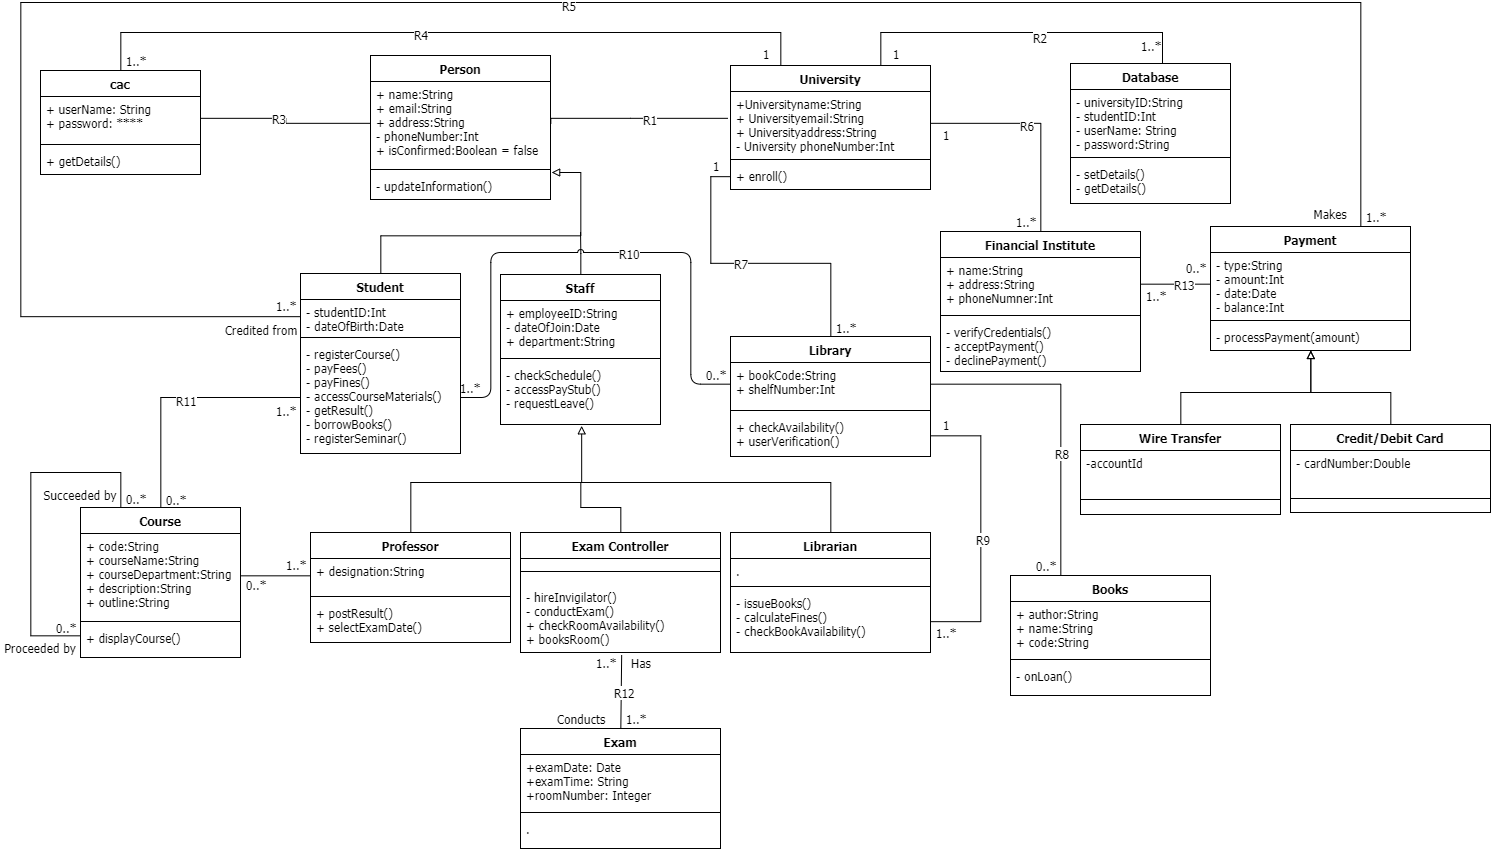 R5
R4
R2
1..*
1
1
1..*
cac
+ userName: String
+ password: ****
+ getDetails()
R3
Person
+ name:String
+ email:String
+ address:String
- phoneNumber:Int
+ isConfirmed:Boolean = false
- updateInformation()
R1
University
+Universityname:String
+ Universityemail:String
+ Universityaddress:String
- University phoneNumber:Int
+ enroll()
1
R6
1..*
Database
- universityID:String
- studentID:Int
- userName: String
- password:String
- setDetails()
- getDetails()
1
R7
1..*
Makes
1..*
Financial Institute
+ name:String
+ address:String
+ phoneNumner:Int
- verifyCredentials()
- acceptPayment()
- declinePayment()
0..*
R13
1..*
Payment
- type:String
- amount:Int
- date:Date
- balance:Int
- processPayment(amount)
R10
1..*
Credited from
Student
- studentID:Int
- dateOfBirth:Date
- registerCourse()
- payFees()
- payFines()
- accessCourseMaterials()
- getResult()
- borrowBooks()
- registerSeminar()
1..*
Staff
+ employeeID:String
- dateOfJoin:Date
+ department:String
- checkSchedule()
- accessPayStub()
- requestLeave()
0..*
Library
+ bookCode:String
+ shelfNumber:Int
+ checkAvailability()
+ userVerification()
R11
1..*
1
R8
R9
Wire Transfer
-accountId
Credit/Debit Card
- cardNumber:Double
Succeeded by
0..*
0..*
Course
+ code:String
+ courseName:String
+ courseDepartment:String
+ description:String
+ outline:String
+ displayCourse()
0..*
Proceeded by
1..*
0..*
Professor
+ designation:String
+ postResult()
+ selectExamDate()
Exam Controller
- hireInvigilator()
- conductExam()
+ checkRoomAvailability()
+ booksRoom()
Librarian
.
- issueBooks()
- calculateFines()
- checkBookAvailability()
1..*
0..*
Books
+ author:String
+ name:String
+ code:String
- onLoan()
1..*
Has
R12
Conducts
1..*
Exam
+examDate: Date
+examTime: String
+roomNumber: Integer
.